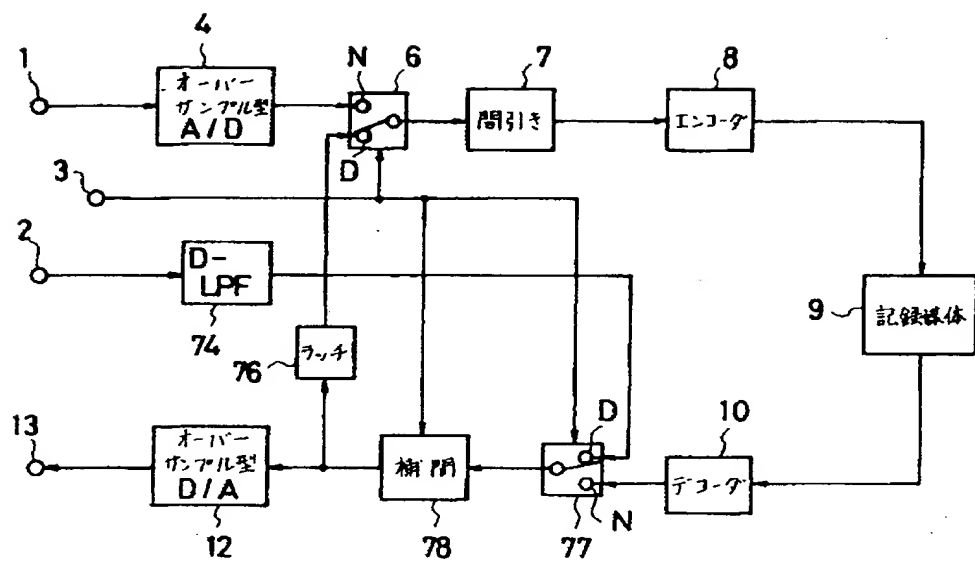 1
4
オーバー
サンプル型
A/D
N
6
D
7
間引き
8
エンコーダ
3
2
D-
LPF
74
76
ラッチ
9
記録媒体
13
オーバー
サンプル型
D/A
12
補間
78
D
N
77
10
デコーダ